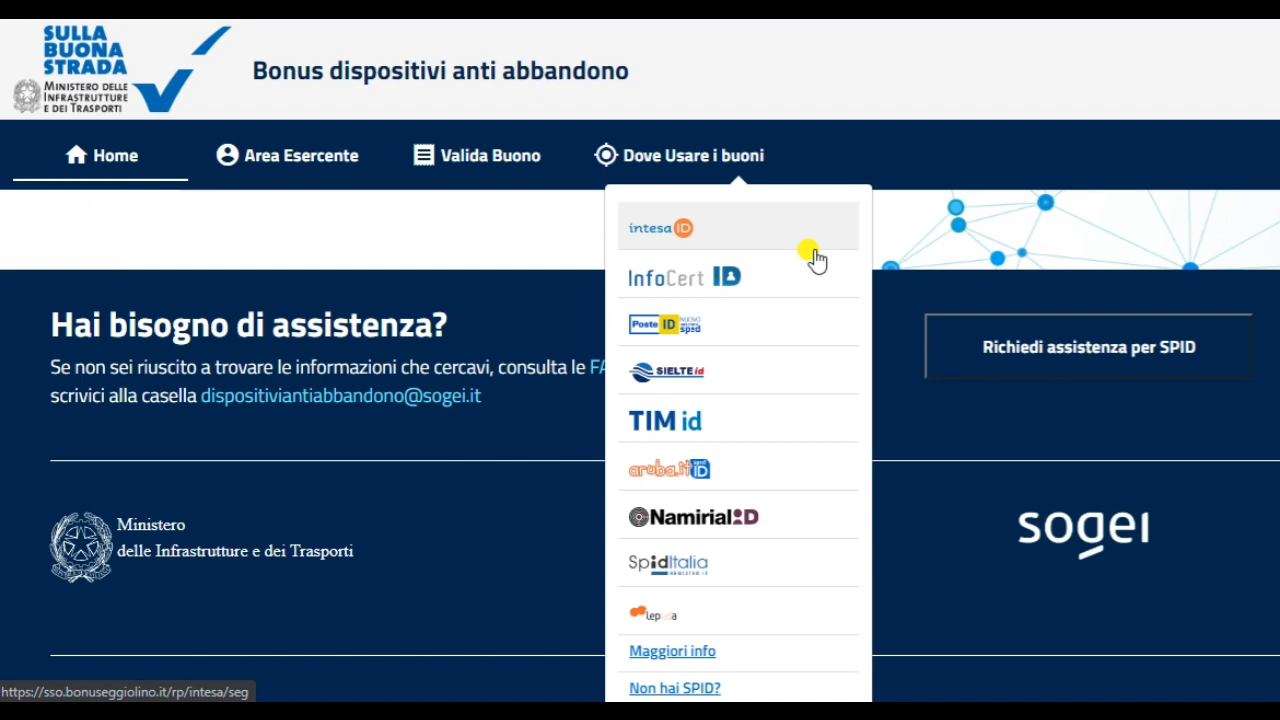 SULLA
BUONA
STRADA
MINISTERO DELLE
INFRASTRUTTURE
E DEI TRASPORTI
Bonus dispositivi anti abbandono
Home
Area Esercente
Valida Buono
Dove Usare i buoni
intesa ID
InfoCert ID
Poste ID NUOVO
sped
SIELTE id
TIM id
aruba.it ID
Namirial ID
SpidItalia
lep a
Maggiori info
Non hai SPID?
Hai bisogno di assistenza?
Se non sei riuscito a trovare le informazioni che cercavi, consulta le FA
scrivici alla casella dispositiviantiabbandono@sogei.it
Richiedi assistenza per SPID
Ministero
delle Infrastrutture e dei Trasporti
sogei
https://sso.bonuseggiolino.it/rp/intesa/seg